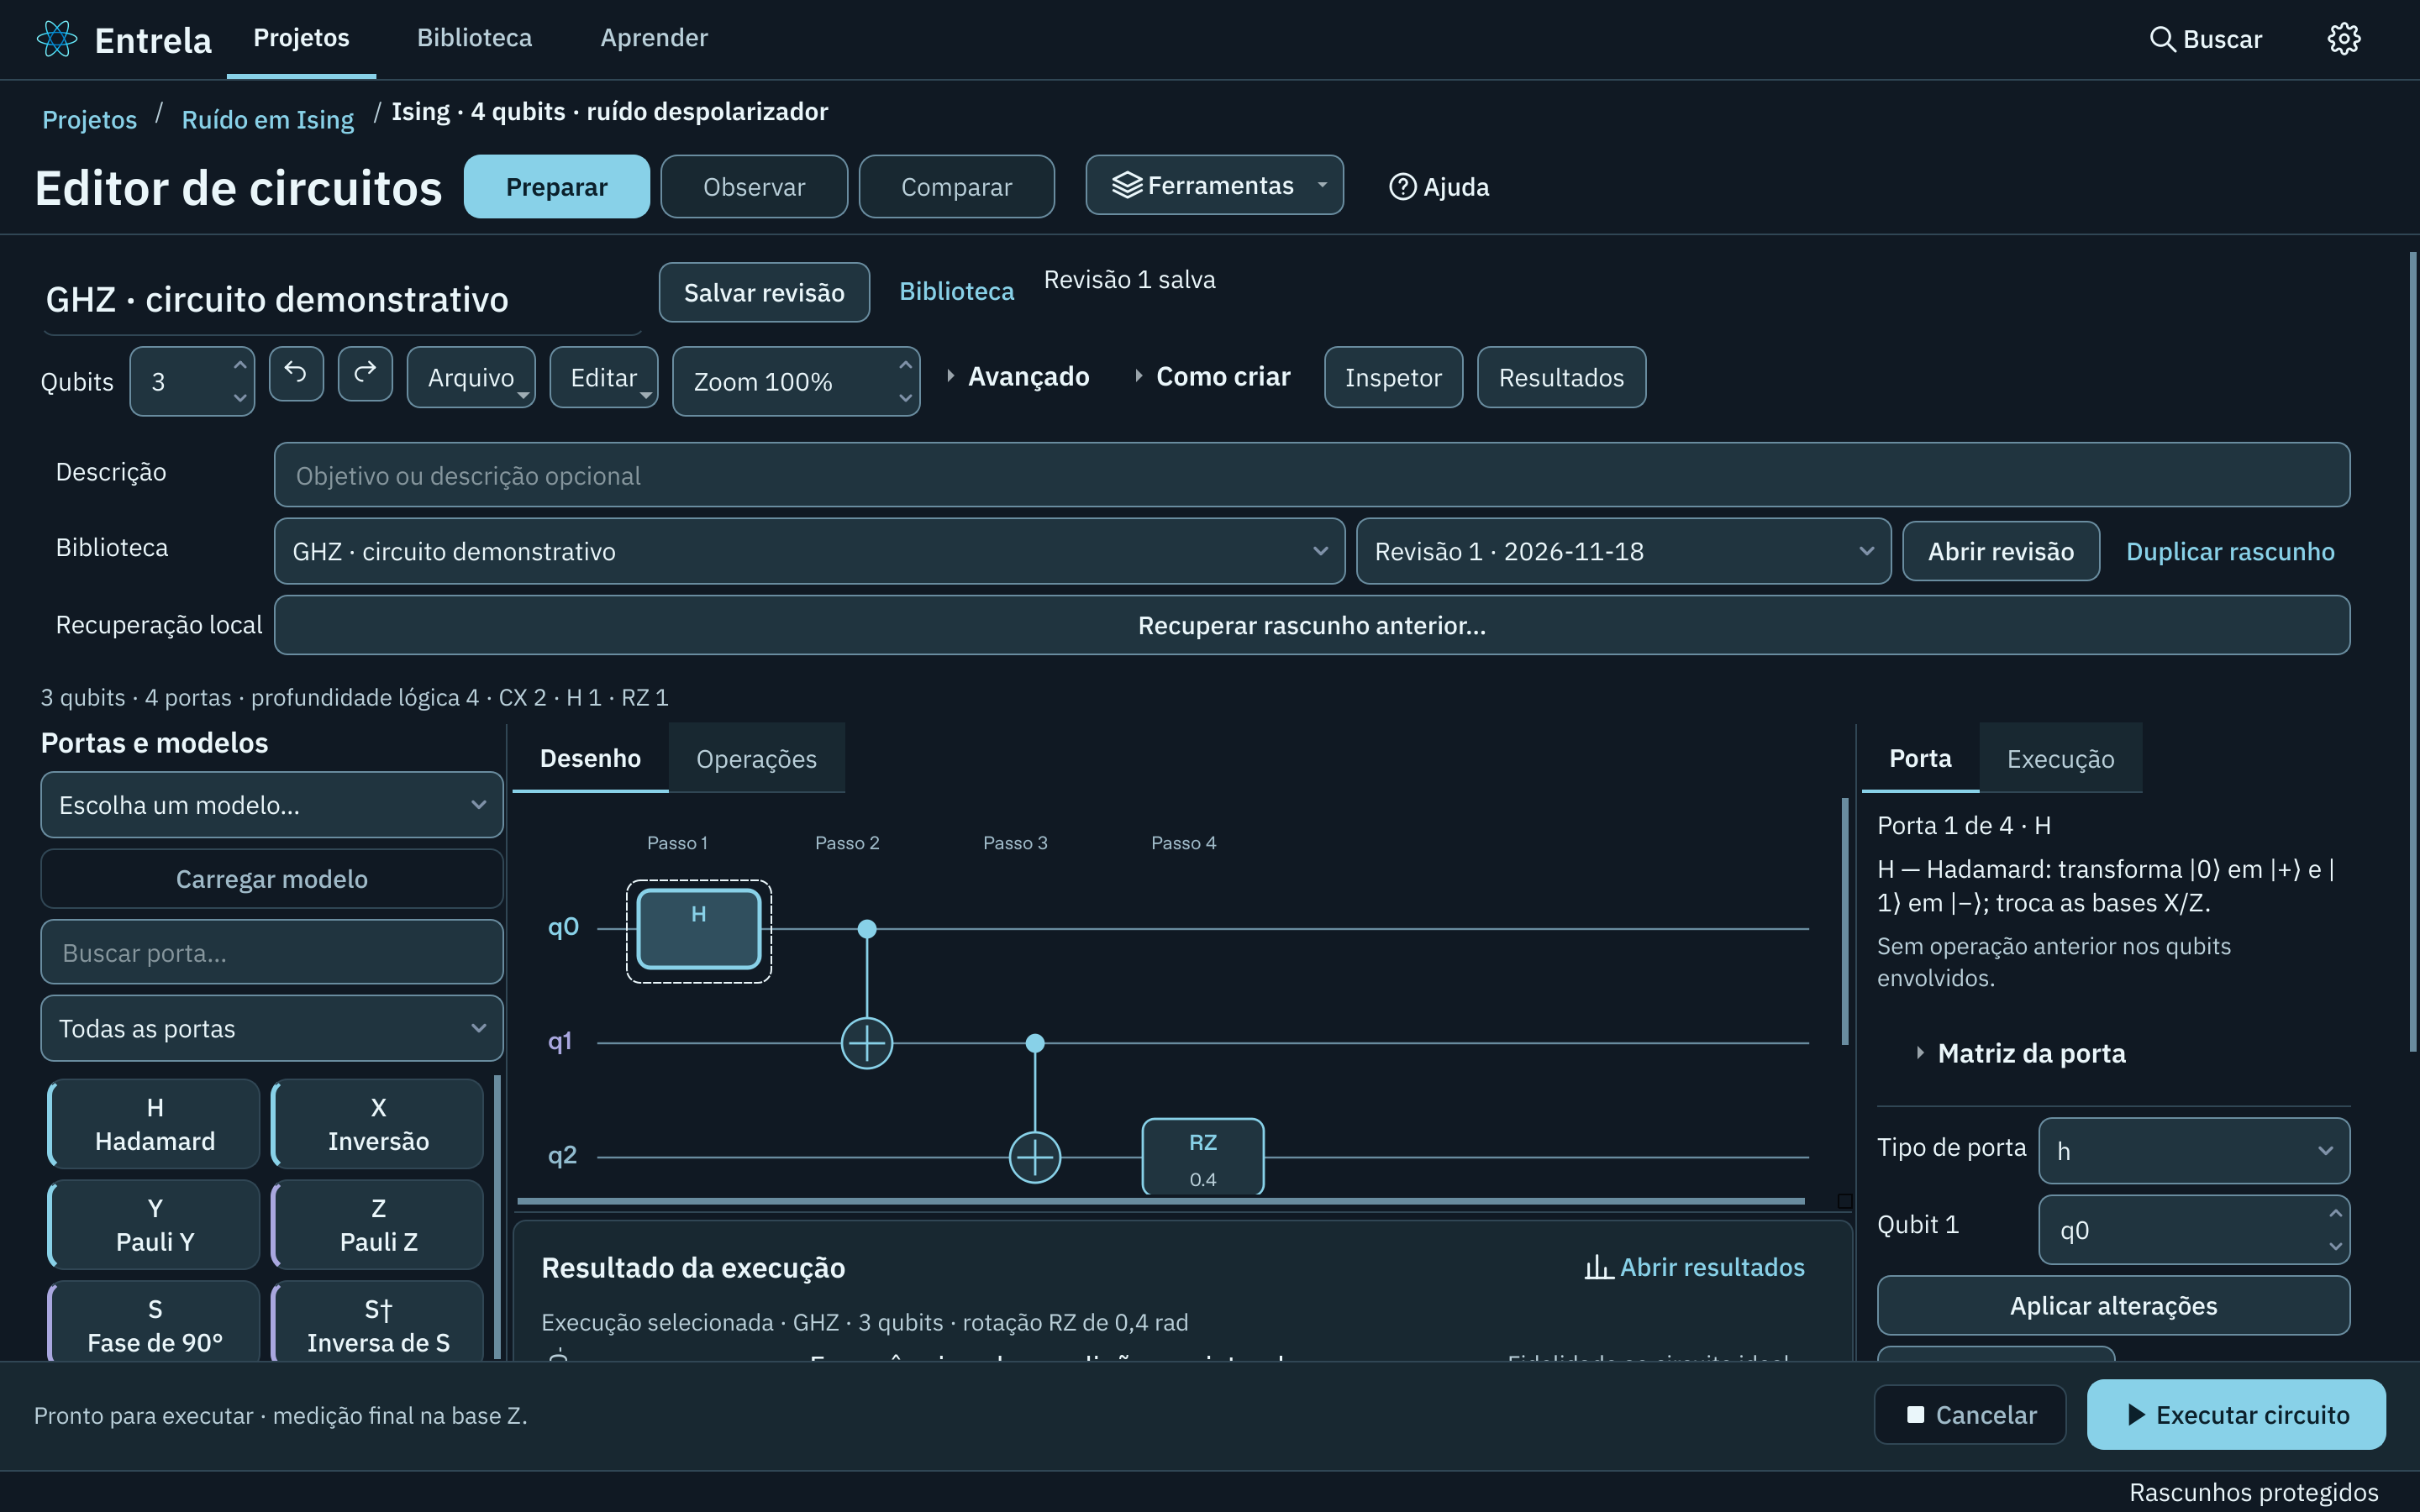 Entrela
Projetos
Biblioteca
Aprender
Buscar
Projetos / Ruído em Ising / Ising · 4 qubits · ruído despolarizador
Editor de circuitos
Preparar
Observar
Comparar
Ferramentas
Ajuda
GHZ · circuito demonstrativo
Salvar revisão
Biblioteca
Revisão 1 salva
Qubits
3
Arquivo
Editar
Zoom 100%
Avançado
Como criar
Inspetor
Resultados
Descrição
Objetivo ou descrição opcional
Biblioteca
GHZ · circuito demonstrativo
Revisão 1 · 2026-11-18
Abrir revisão
Duplicar rascunho
Recuperação local
Recuperar rascunho anterior...
3 qubits · 4 portas · profundidade lógica 4 · CX 2 · H 1 · RZ 1
Portas e modelos
Escolha um modelo...
Carregar modelo
Buscar porta...
Todas as portas
H
Hadamard
X
Inversão
Y
Pauli Y
Z
Pauli Z
S
Fase de 90°
S†
Inversa de S
Desenho
Operações
Passo 1
Passo 2
Passo 3
Passo 4
q0
H
q1
q2
RZ
0.4
Resultado da execução
Abrir resultados
Execução selecionada · GHZ · 3 qubits · rotação RZ de 0,4 rad
Porta
Execução
Porta 1 de 4 · H
H — Hadamard: transforma |0⟩ em |+⟩ e |
1⟩ em |−⟩; troca as bases X/Z.
Sem operação anterior nos qubits
envolvidos.
Matriz da porta
Tipo de porta
h
Qubit 1
q0
Aplicar alterações
Pronto para executar · medição final na base Z.
Cancelar
Executar circuito
Rascunhos protegidos